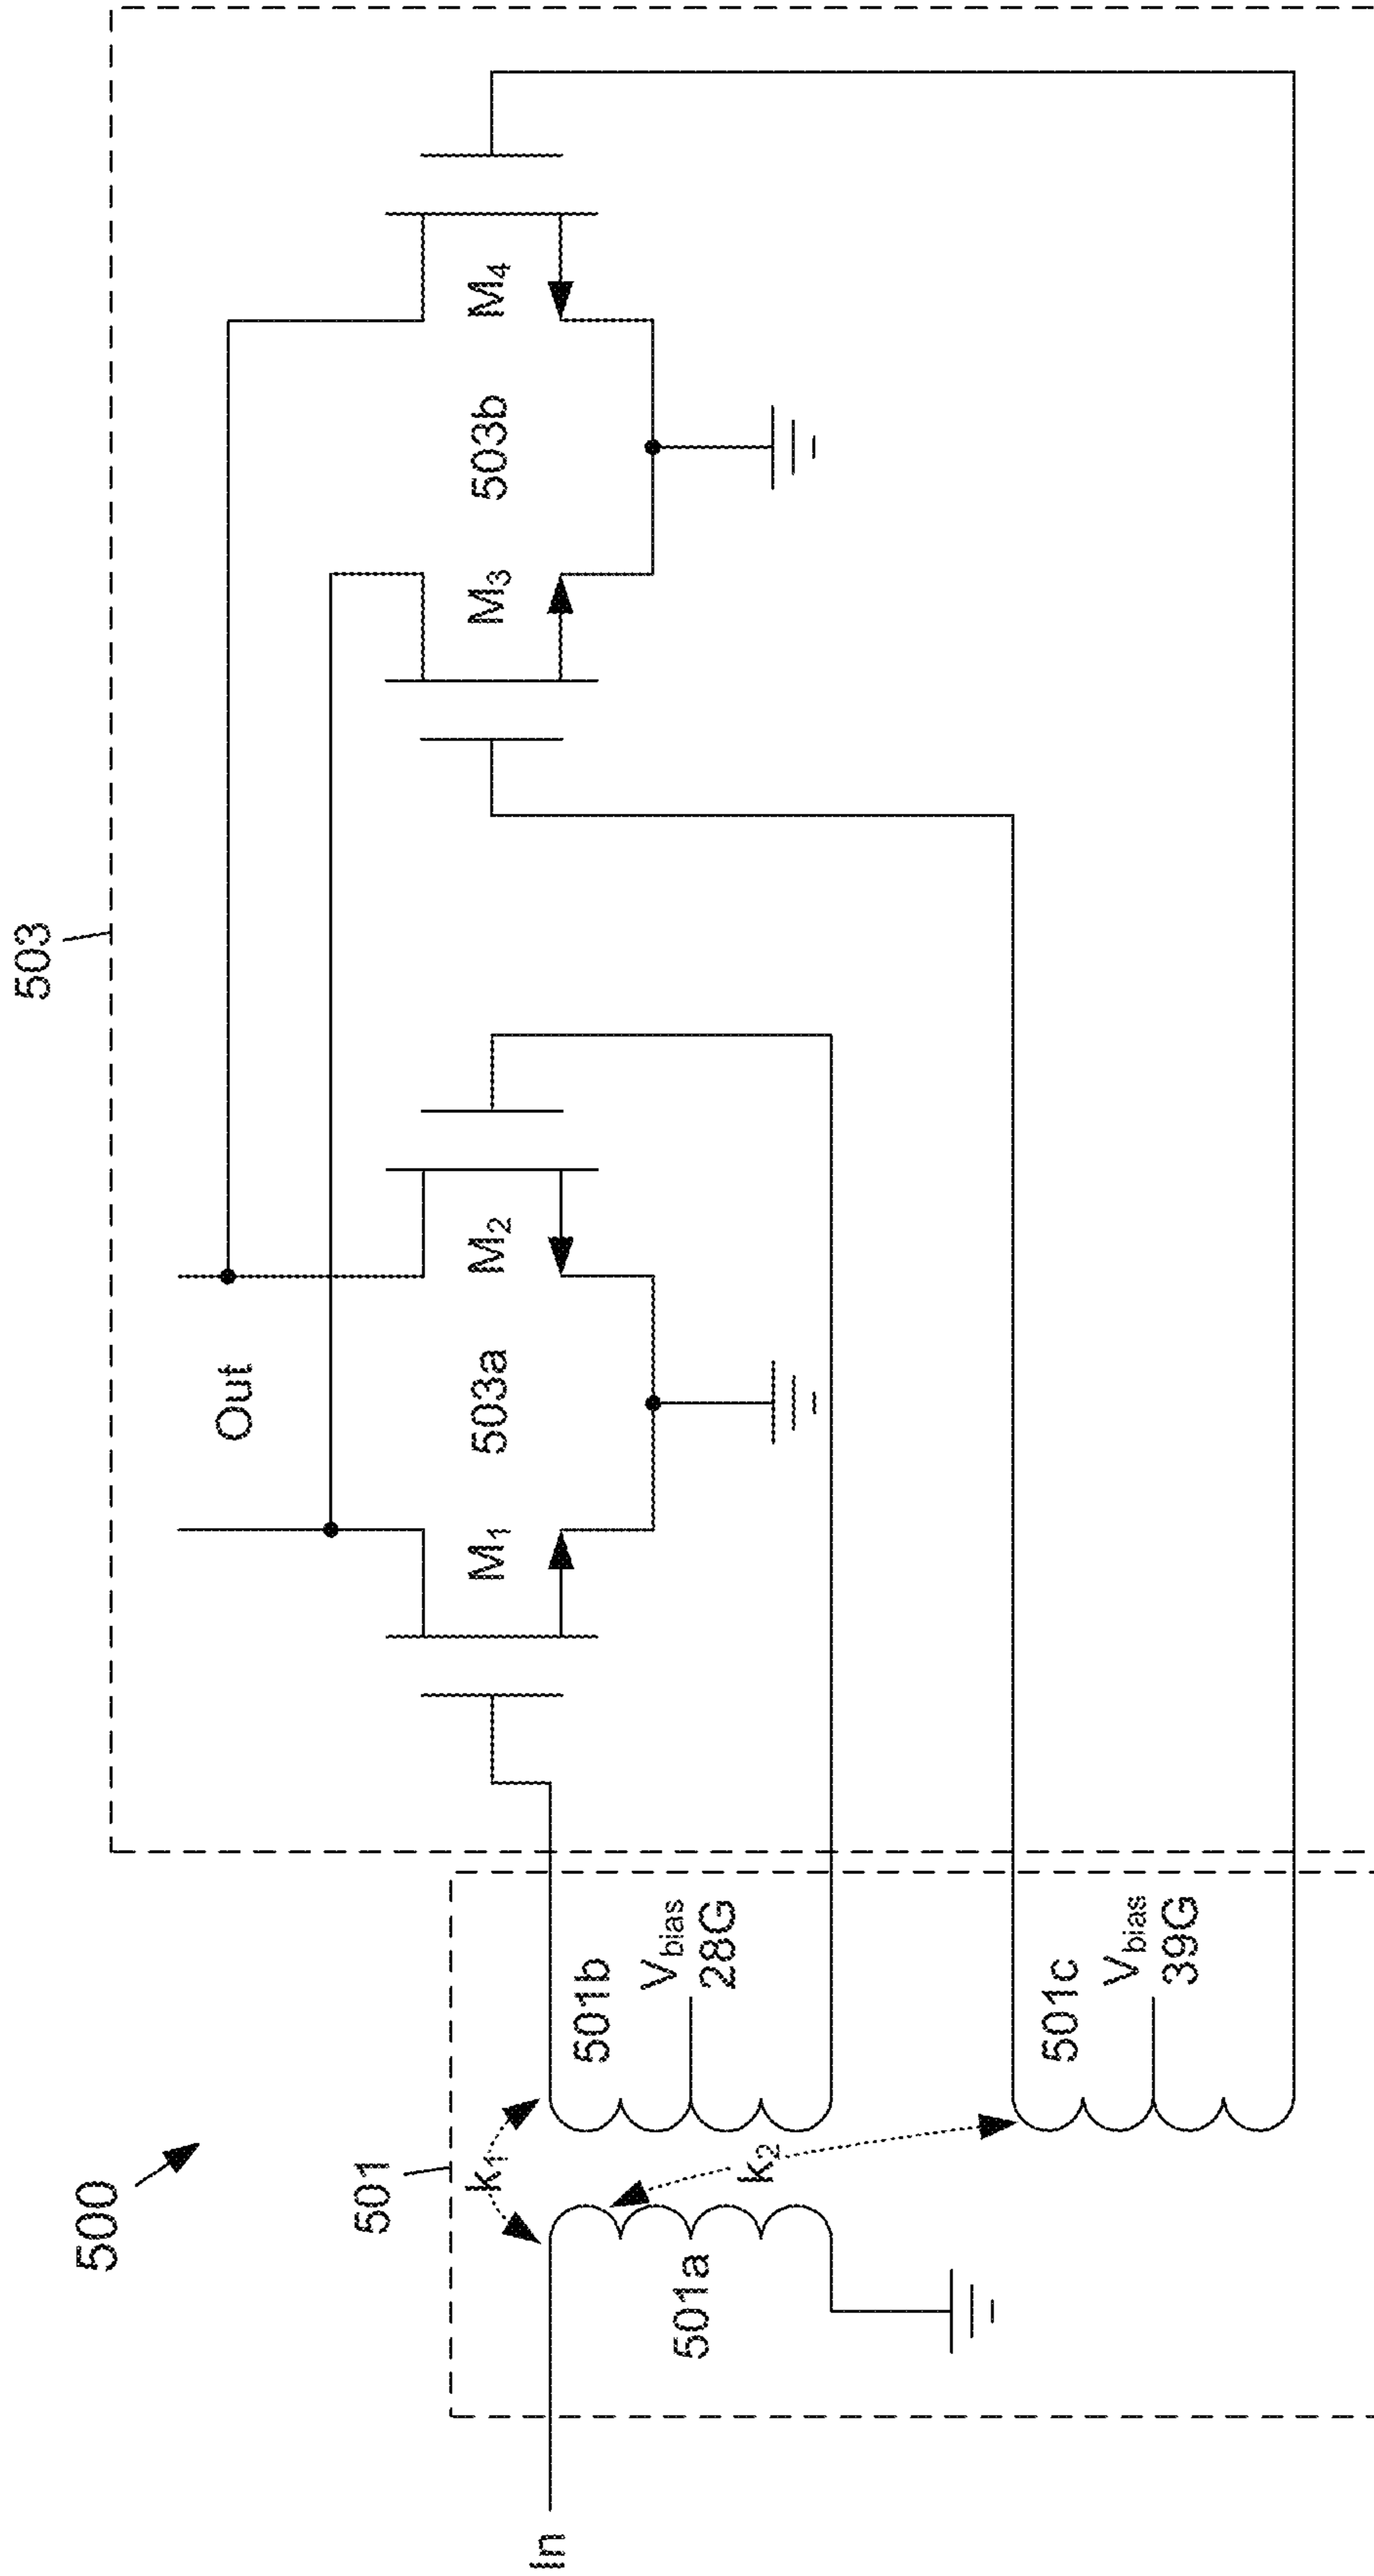 500
501
503
In
501a
k1
k2
501b
Vbias
28G
501c
Vbias
39G
Out
M1
503a
M2
M3
503b
M4